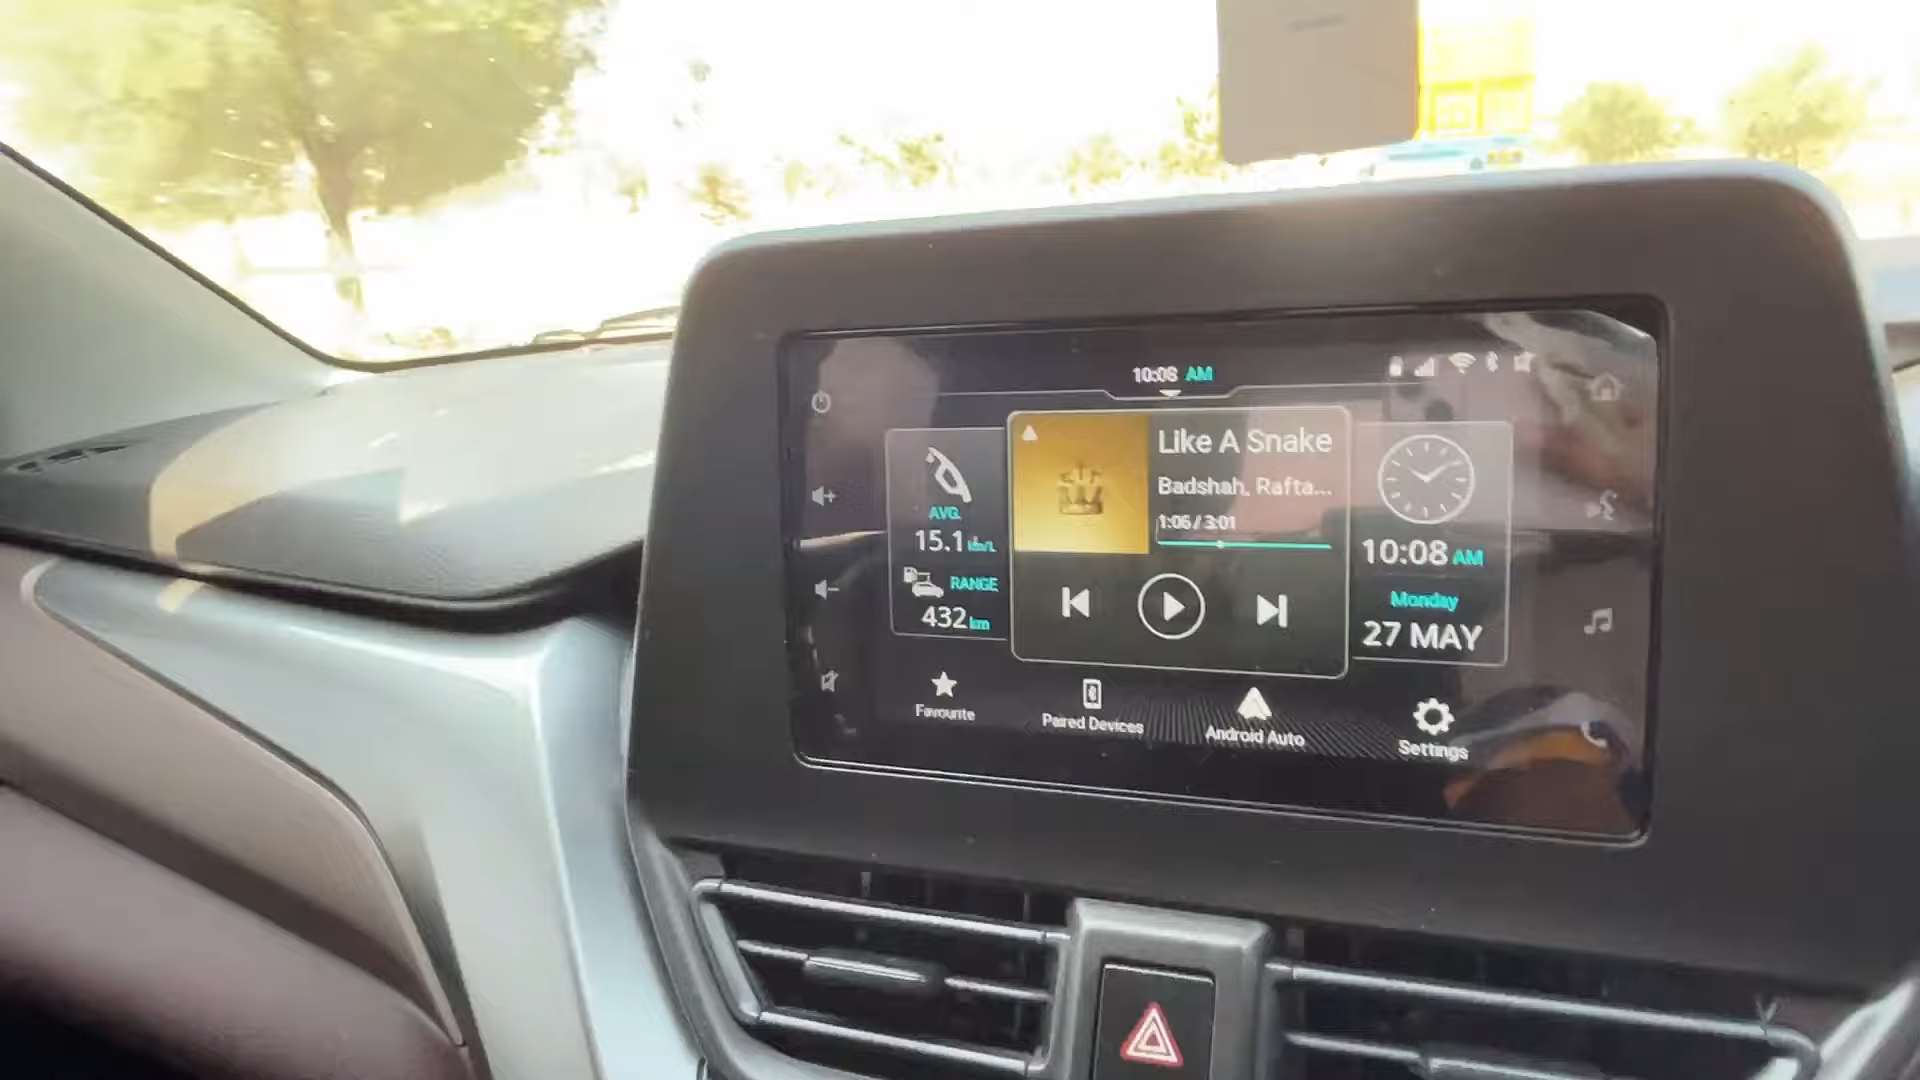 10:08 AM
AVG.
15.1 km/L
RANGE
432 km
Like A Snake
Badshah, Rafta...
1:06 / 3:01
10:08 AM
Monday
27 MAY
Favourite
Paired Devices
Android Auto
Settings